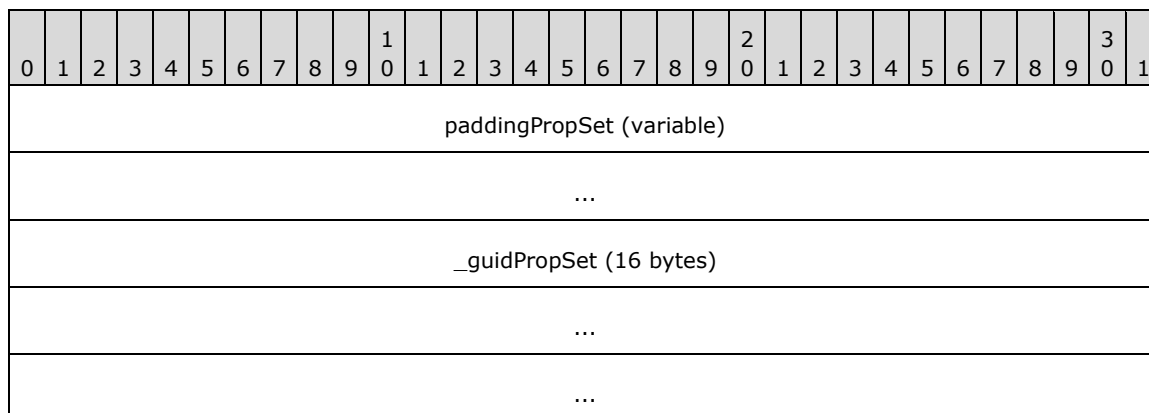 1 2 3
0 1 2 3 4 5 6 7 8 9 0 1 2 3 4 5 6 7 8 9 0 1 2 3 4 5 6 7 8 9 0 1
paddingPropSet (variable)
...
_guidPropSet (16 bytes)
...
...